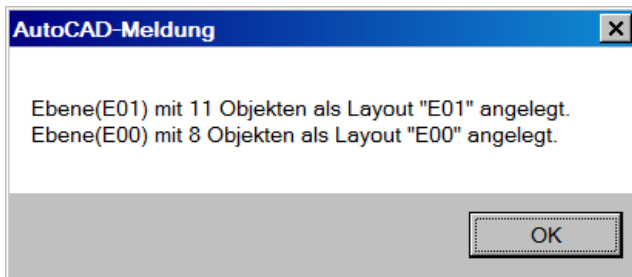 AutoCAD-Meldung
Ebene(E01) mit 11 Objekten als Layout "E01" angelegt.
Ebene(E00) mit 8 Objekten als Layout "E00" angelegt.
OK